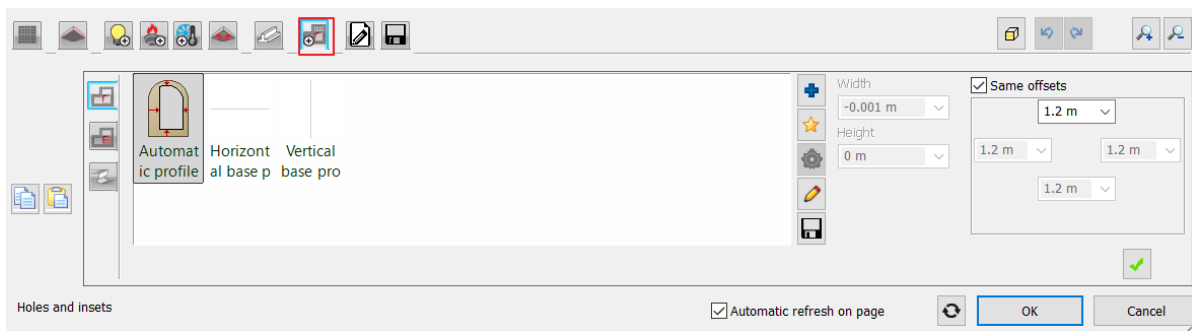 Width
Same offsets
-0.001 m
1.2 m
Height
0 m
1.2 m
1.2 m
1.2 m
Automat
ic profile
Horizont
al base p
Vertical
base pro
Holes and insets
Automatic refresh on page
OK
Cancel